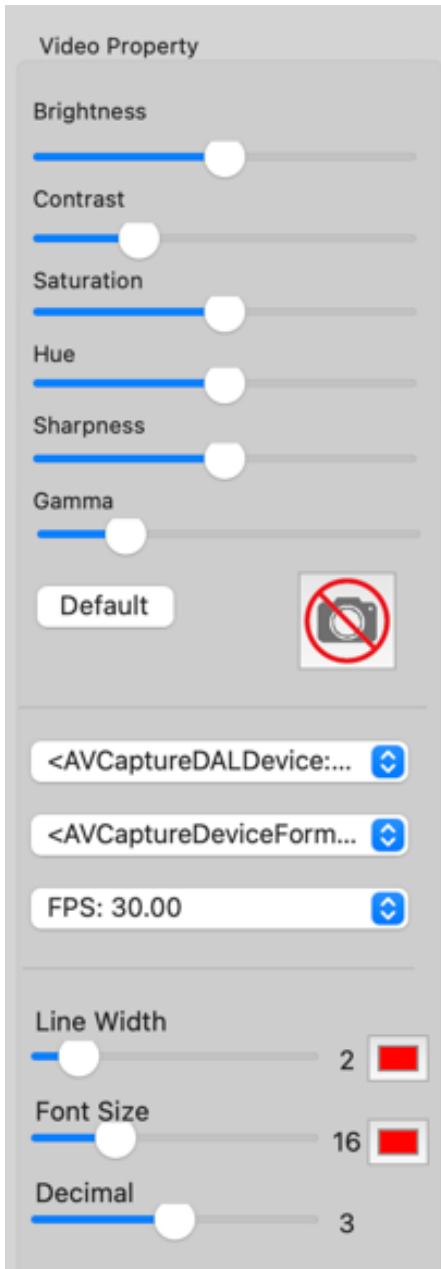 Video Property
Brightness
Contrast
Saturation
Hue
Sharpness
Gamma
Default
<AVCaptureDALDevice:...
<AVCaptureDeviceForm...
FPS: 30.00
Line Width
2
Font Size
16
Decimal
3